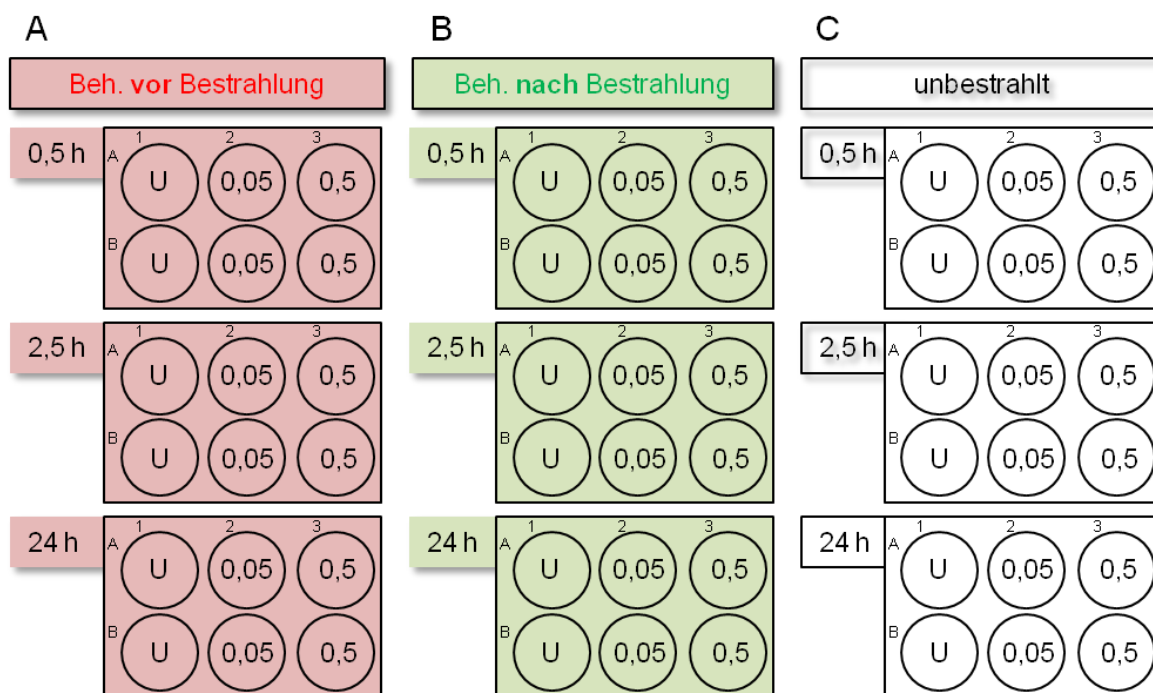 A B C
Beh. vor Bestrahlung Beh. nach Bestrahlung unbestrahlt
0,5 h 0,5 h 0,5 h
1 2 3 1 2 3 1 2 3
A U 0,05 0,5 A U 0,05 0,5 A U 0,05 0,5
B U 0,05 0,5 B U 0,05 0,5 B U 0,05 0,5
2,5 h 2,5 h 2,5 h
1 2 3 1 2 3 1 2 3
A U 0,05 0,5 A U 0,05 0,5 A U 0,05 0,5
B U 0,05 0,5 B U 0,05 0,5 B U 0,05 0,5
24 h 24 h 24 h
1 2 3 1 2 3 1 2 3
A U 0,05 0,5 A U 0,05 0,5 A U 0,05 0,5
B U 0,05 0,5 B U 0,05 0,5 B U 0,05 0,5